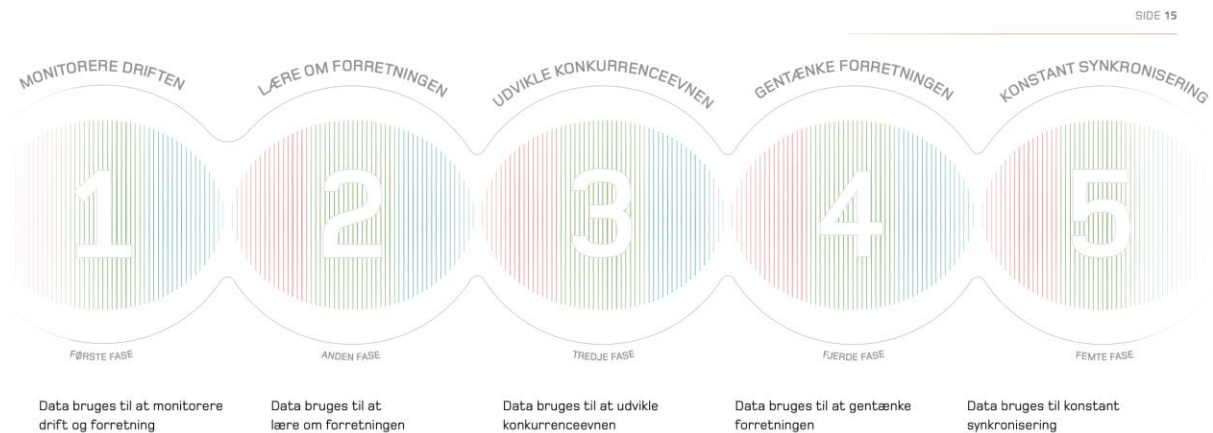 SIDE 15
MONITORERE DRIFTEN
LÆRE OM FORRETNINGEN
UDVIKLE KONKURRENCEEVNEN
GENTÆNKE FORRETNINGEN
KONSTANT SYNKRONISERING
1
2
3
4
5
FØRSTE FASE
ANDEN FASE
TREDJE FASE
FJERDE FASE
FEMTE FASE
Data bruges til at monitorere
drift og forretning
Data bruges til at
lære om forretningen
Data bruges til at udvikle
konkurrenceevnen
Data bruges til at gentænke
forretningen
Data bruges til konstant
synkronisering